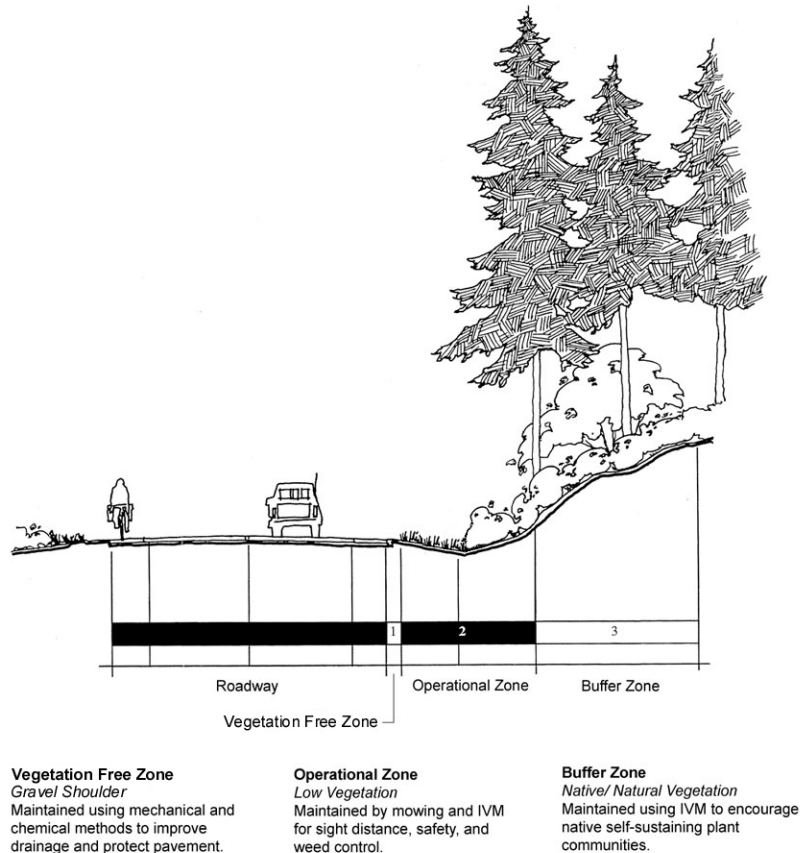 1
2
3
Roadway
Operational Zone
Buffer Zone
Vegetation Free Zone
Vegetation Free Zone
Gravel Shoulder
Maintained using mechanical and
chemical methods to improve
drainage and protect pavement.
Operational Zone
Low Vegetation
Maintained by mowing and IVM
for sight distance, safety, and
weed control.
Buffer Zone
Native/ Natural Vegetation
Maintained using IVM to encourage
native self-sustaining plant
communities.